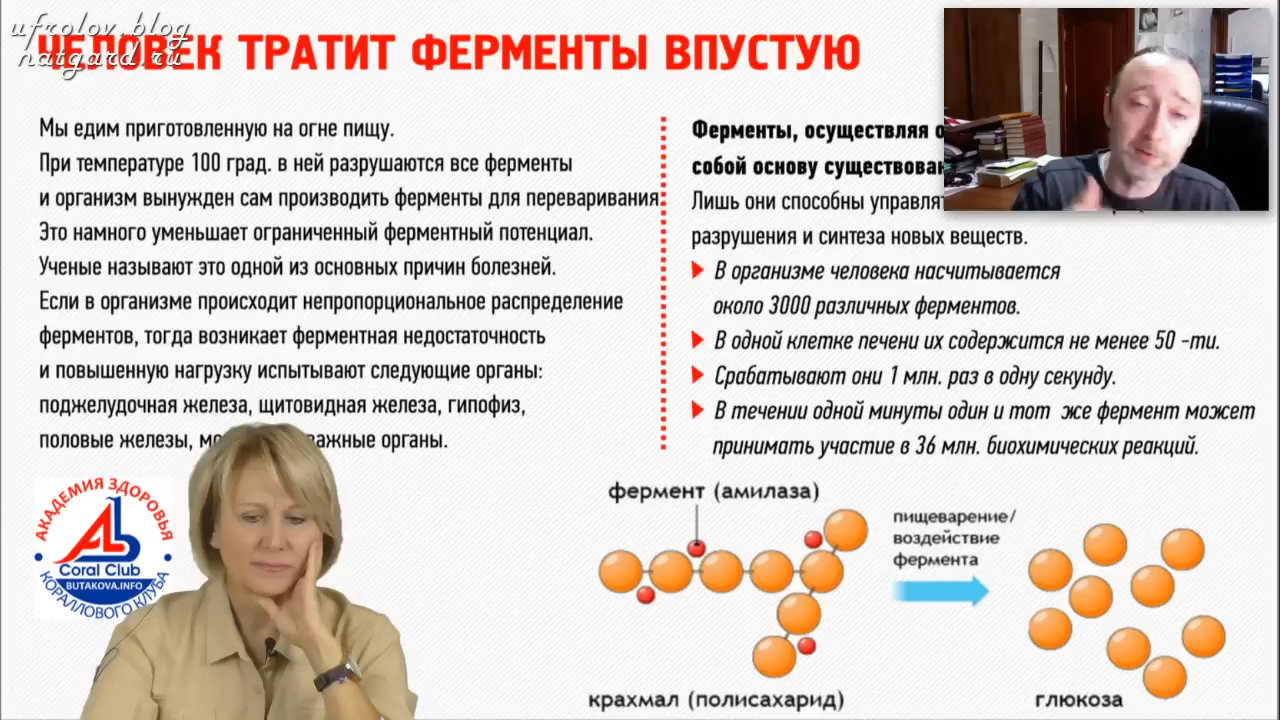 ufrolov.blog
natgard.ru
ЧЕЛОВЕК ТРАТИТ ФЕРМЕНТЫ ВПУСТУЮ
Мы едим приготовленную на огне пищу.
При температуре 100 град. в ней разрушаются все ферменты
и организм вынужден сам производить ферменты для переваривания.
Это намного уменьшает ограниченный ферментный потенциал.
Ученые называют это одной из основных причин болезней.
Если в организме происходит непропорциональное распределение
ферментов, тогда возникает ферментная недостаточность
и повышенную нагрузку испытывают следующие органы:
поджелудочная железа, щитовидная железа, гипофиз,
половые железы, важные органы.
Ферменты, осуществляя
собой основу
Лишь они способны
разрушения и синтеза новых веществ.
В организме человека насчитывается
около 3000 различных ферментов.
В одной клетке печени их содержится не менее 50 -ти.
Срабатывают они 1 млн. раз в одну секунду.
В течении одной минуты один и тот же фермент может
принимать участие в 36 млн. биохимических реакций.
АКАДЕМИЯ ЗДОРОВЬЯ
Coral Club
BUTAKOVA.INFO
КОРАЛЛОВОГО КЛУБА
фермент (амилаза)
пищеварение/
воздействие
фермента
крахмал (полисахарид)
глюкоза